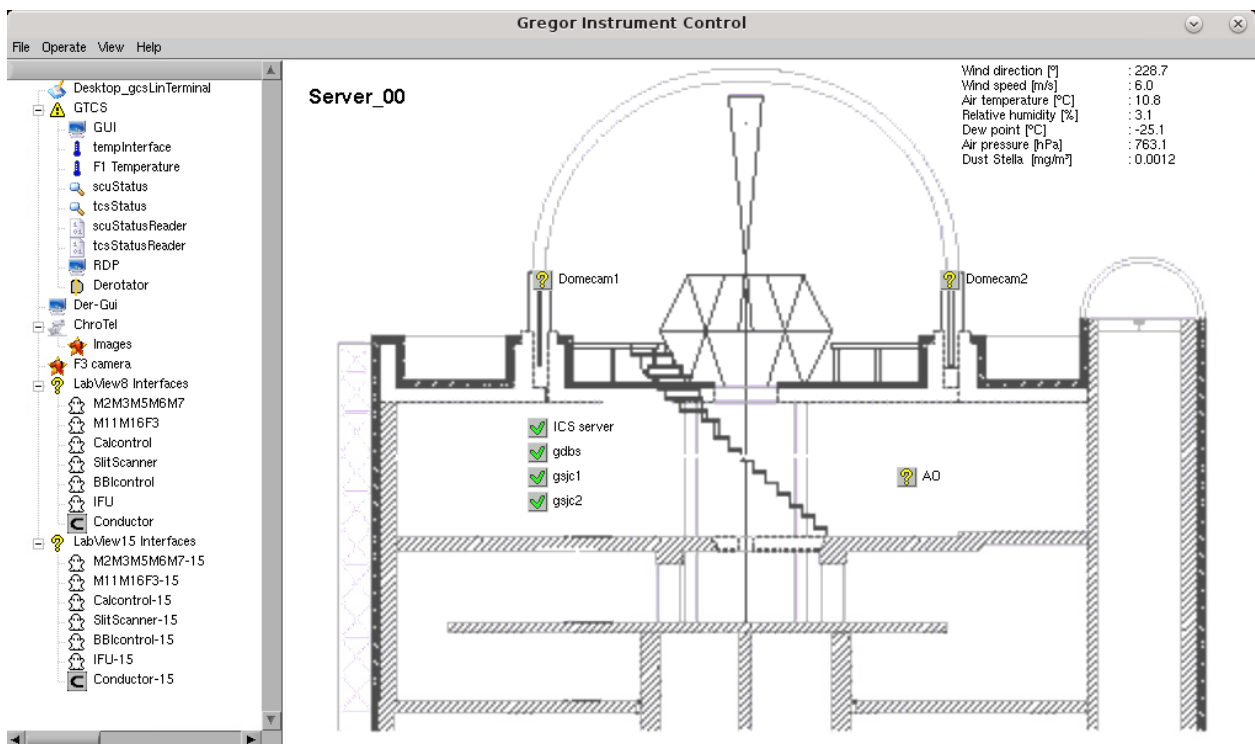 Gregor Instrument Control
File Operate View Help
Desktop_gcsLinTerminal
GTCS
GUI
tempInterface
F1 Temperature
scuStatus
tcsStatus
scuStatusReader
tcsStatusReader
RDP
Derotator
Der-Gui
ChroTel
Images
F3 camera
LabView8 Interfaces
M2M3M5M6M7
M11M16F3
Calcontrol
SlitScanner
BBIcontrol
IFU
Conductor
LabView15 Interfaces
M2M3M5M6M7-15
M11M16F3-15
Calcontrol-15
SlitScanner-15
BBIcontrol-15
IFU-15
Conductor-15
Server_00
Wind direction [º] : 228.7
Wind speed [m/s] : 6.0
Air temperature [ºC] : 10.8
Relative humidity [%] : 3.1
Dew point [ºC] : -25.1
Air pressure [hPa] : 763.1
Dust Stella [mg/m³] : 0.0012
Domecam1
Domecam2
ICS server
gdbs
gsjc1
gsjc2
AO